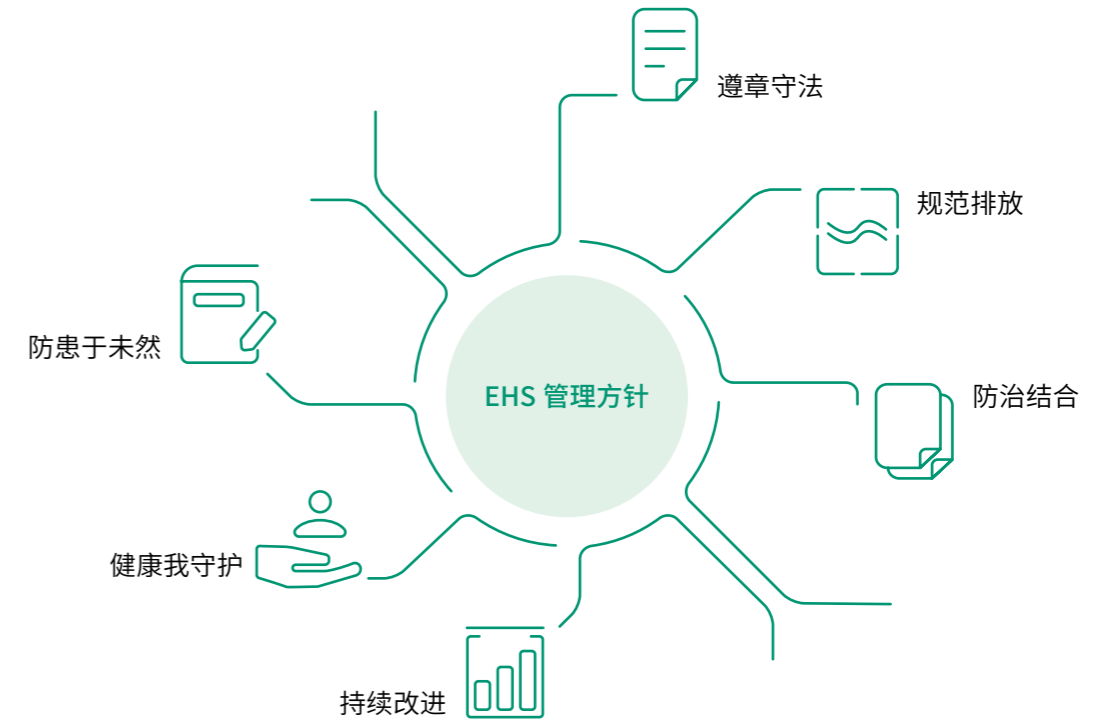 遵章守法
规范排放
防患于未然
EHS 管理方针
防治结合
健康我守护
持续改进